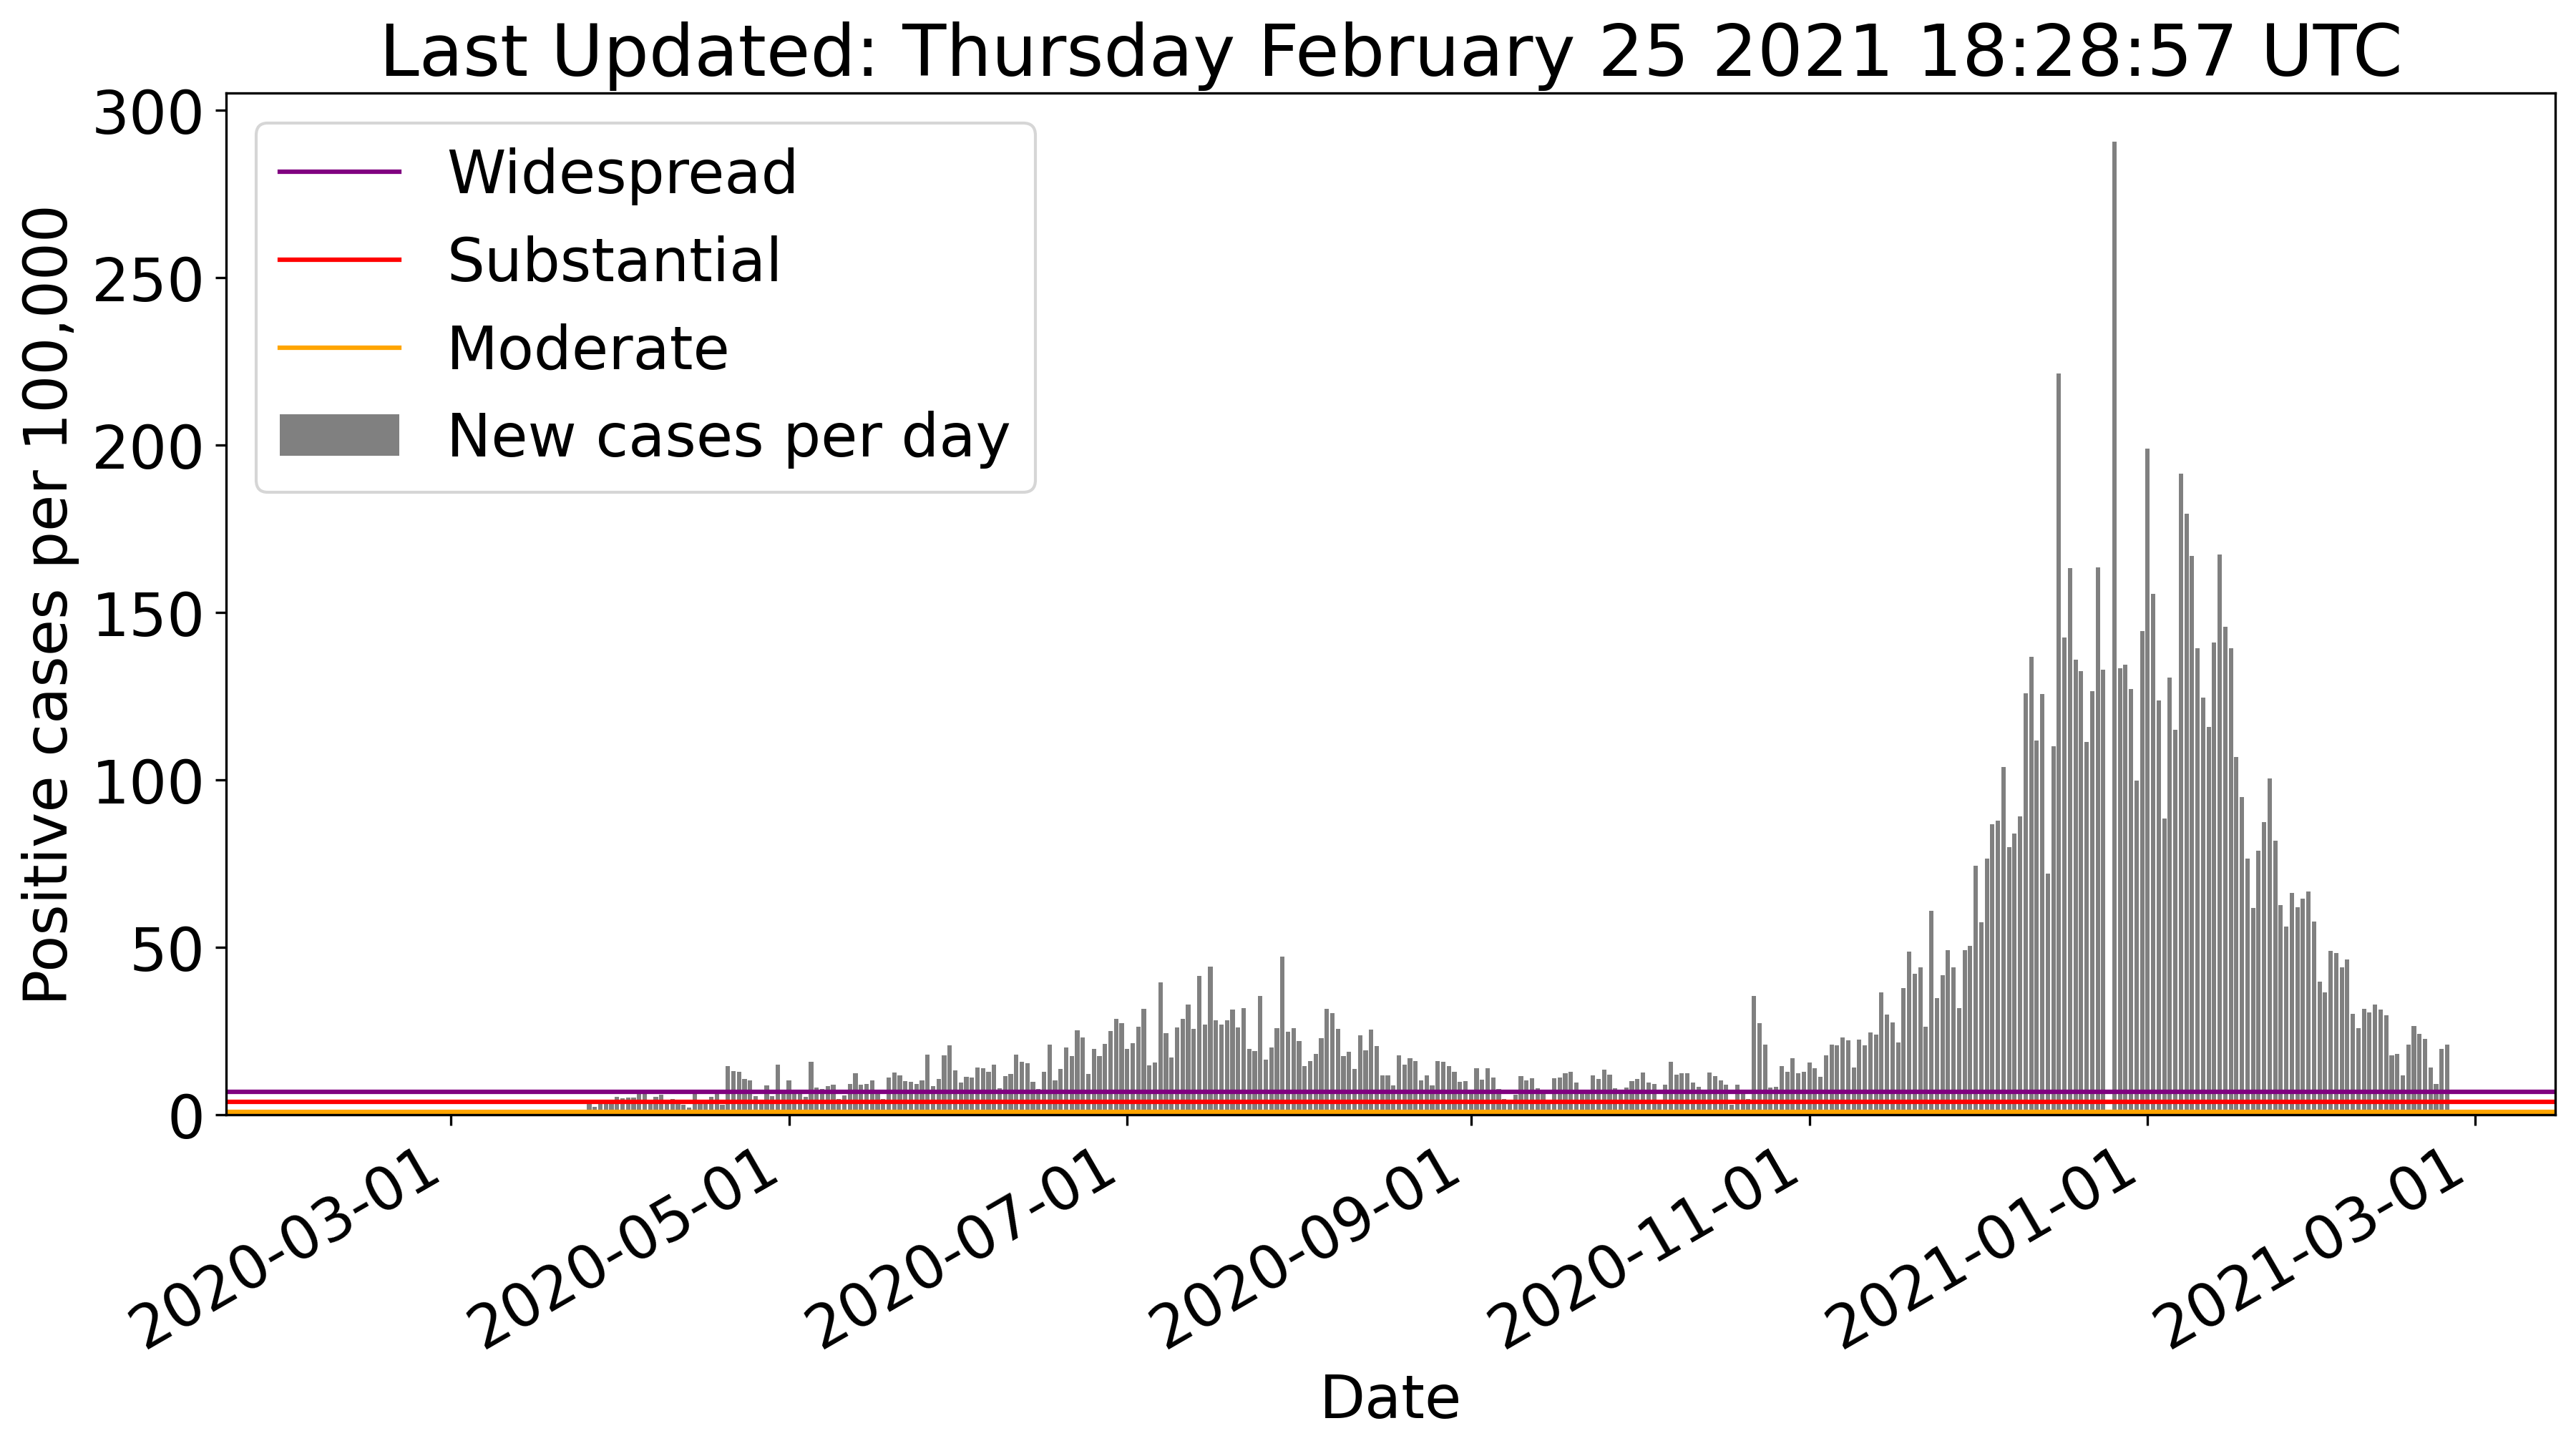 Last Updated: Thursday February 25 2021 18:28:57 UTC
Positive cases per 100,000
300
250
200
150
100
50
0
Widespread
Substantial
Moderate
New cases per day
2020-03-01
2020-05-01
2020-07-01
2020-09-01
2020-11-01
2021-01-01
2021-03-01
Date